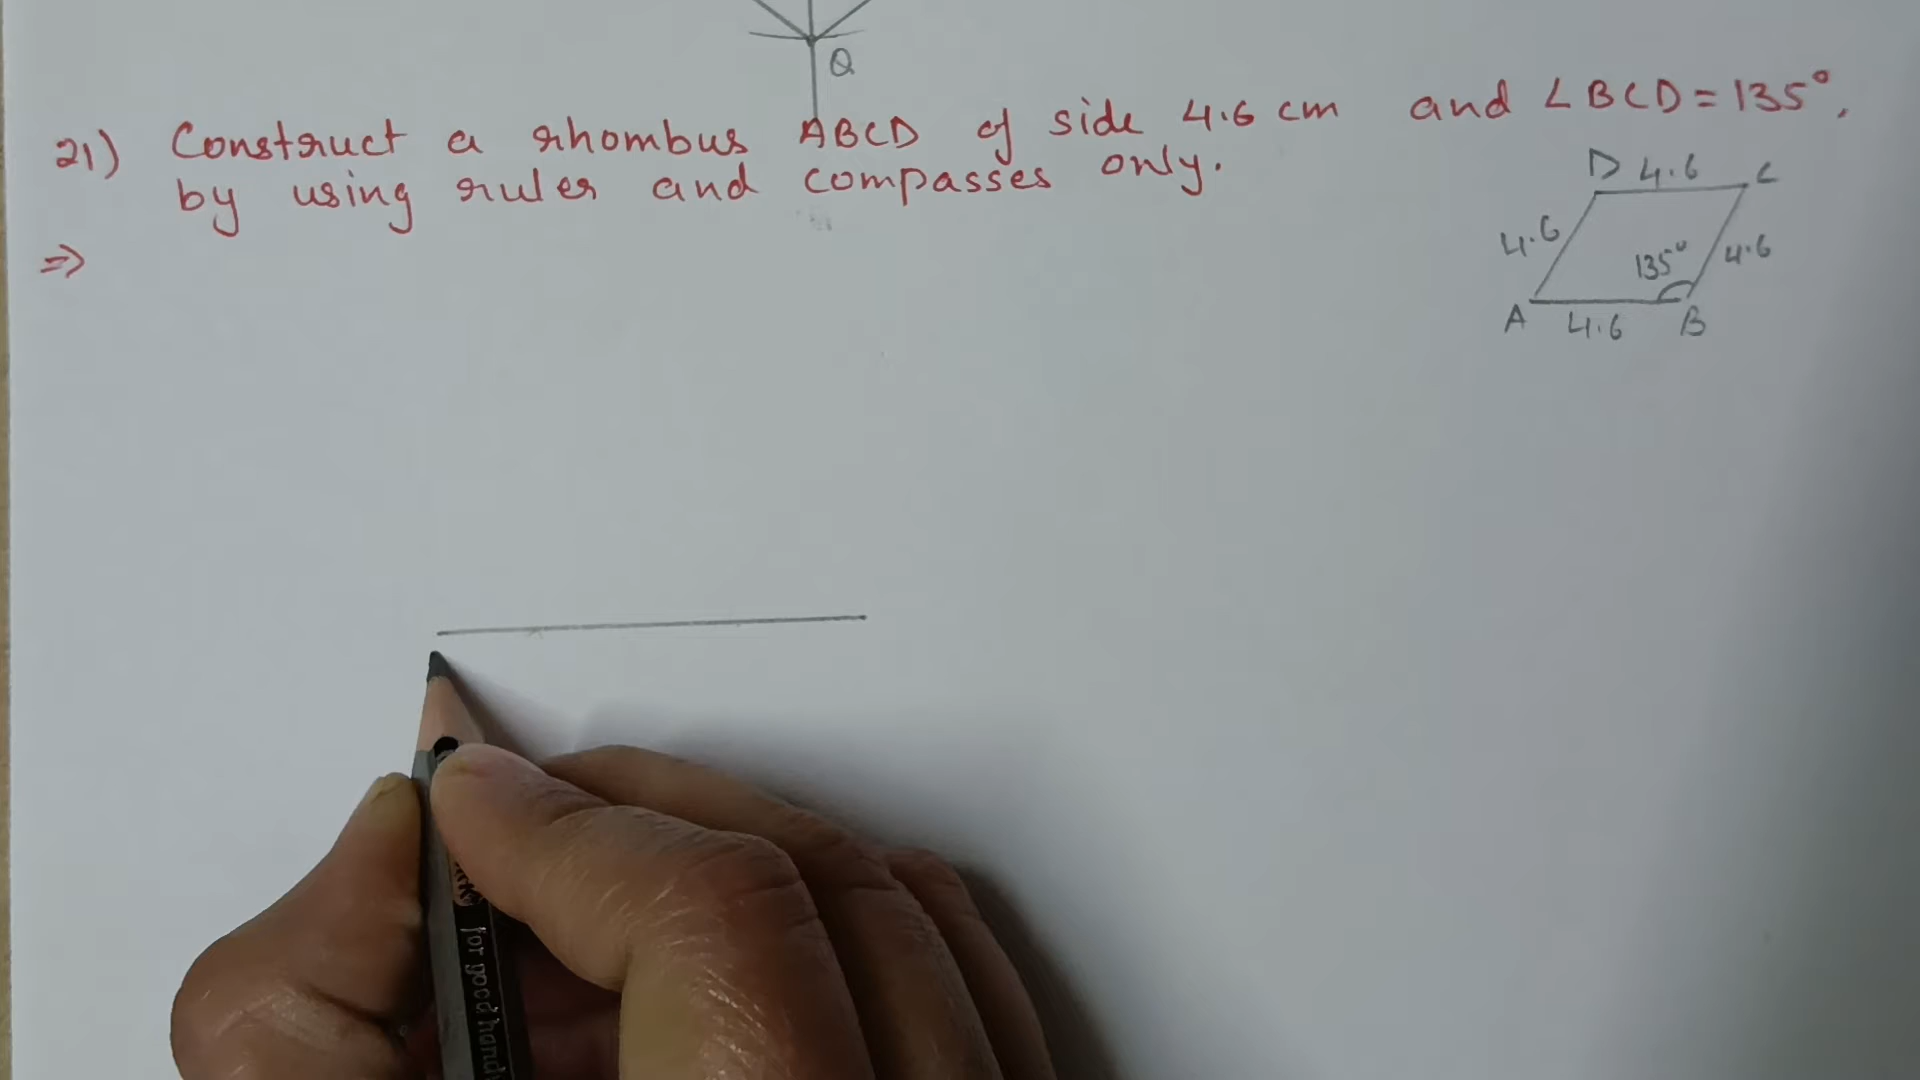 Q
21) Construct a rhombus ABCD of side 4.6 cm and ∠BCD = 135°,
by using ruler and compasses only.
⇒
D 4.6 C
4.6 135° 4.6
A 4.6 B
for good hand